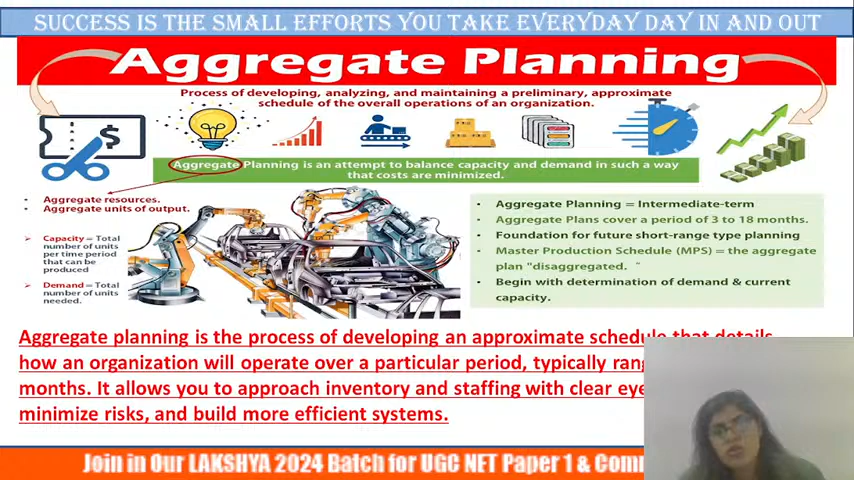 SUCCESS IS THE SMALL EFFORTS YOU TAKE EVERYDAY DAY IN AND OUT
Aggregate Planning
Process of developing, analyzing, and maintaining a preliminary, approximate
schedule of the overall operations of an organization.
$
Aggregate Planning is an attempt to balance capacity and demand in such a way
that costs are minimized.
• Aggregate resources.
• Aggregate units of output.
➢ Capacity = Total
number of units
per time period
that can be
produced
➢ Demand = Total
number of units
needed.
• Aggregate Planning = Intermediate-term
• Aggregate Plans cover a period of 3 to 18 months.
• Foundation for future short-range type planning
• Master Production Schedule (MPS) = the aggregate
plan "disaggregated. "
• Begin with determination of demand & current
capacity.
Aggregate planning is the process of developing an approximate schedule that details
how an organization will operate over a particular period, typically
months. It allows you to approach inventory and staffing with clear
minimize risks, and build more efficient systems.
Join in Our LAKSHYA 2024 Batch for UGC NET Paper 1 &